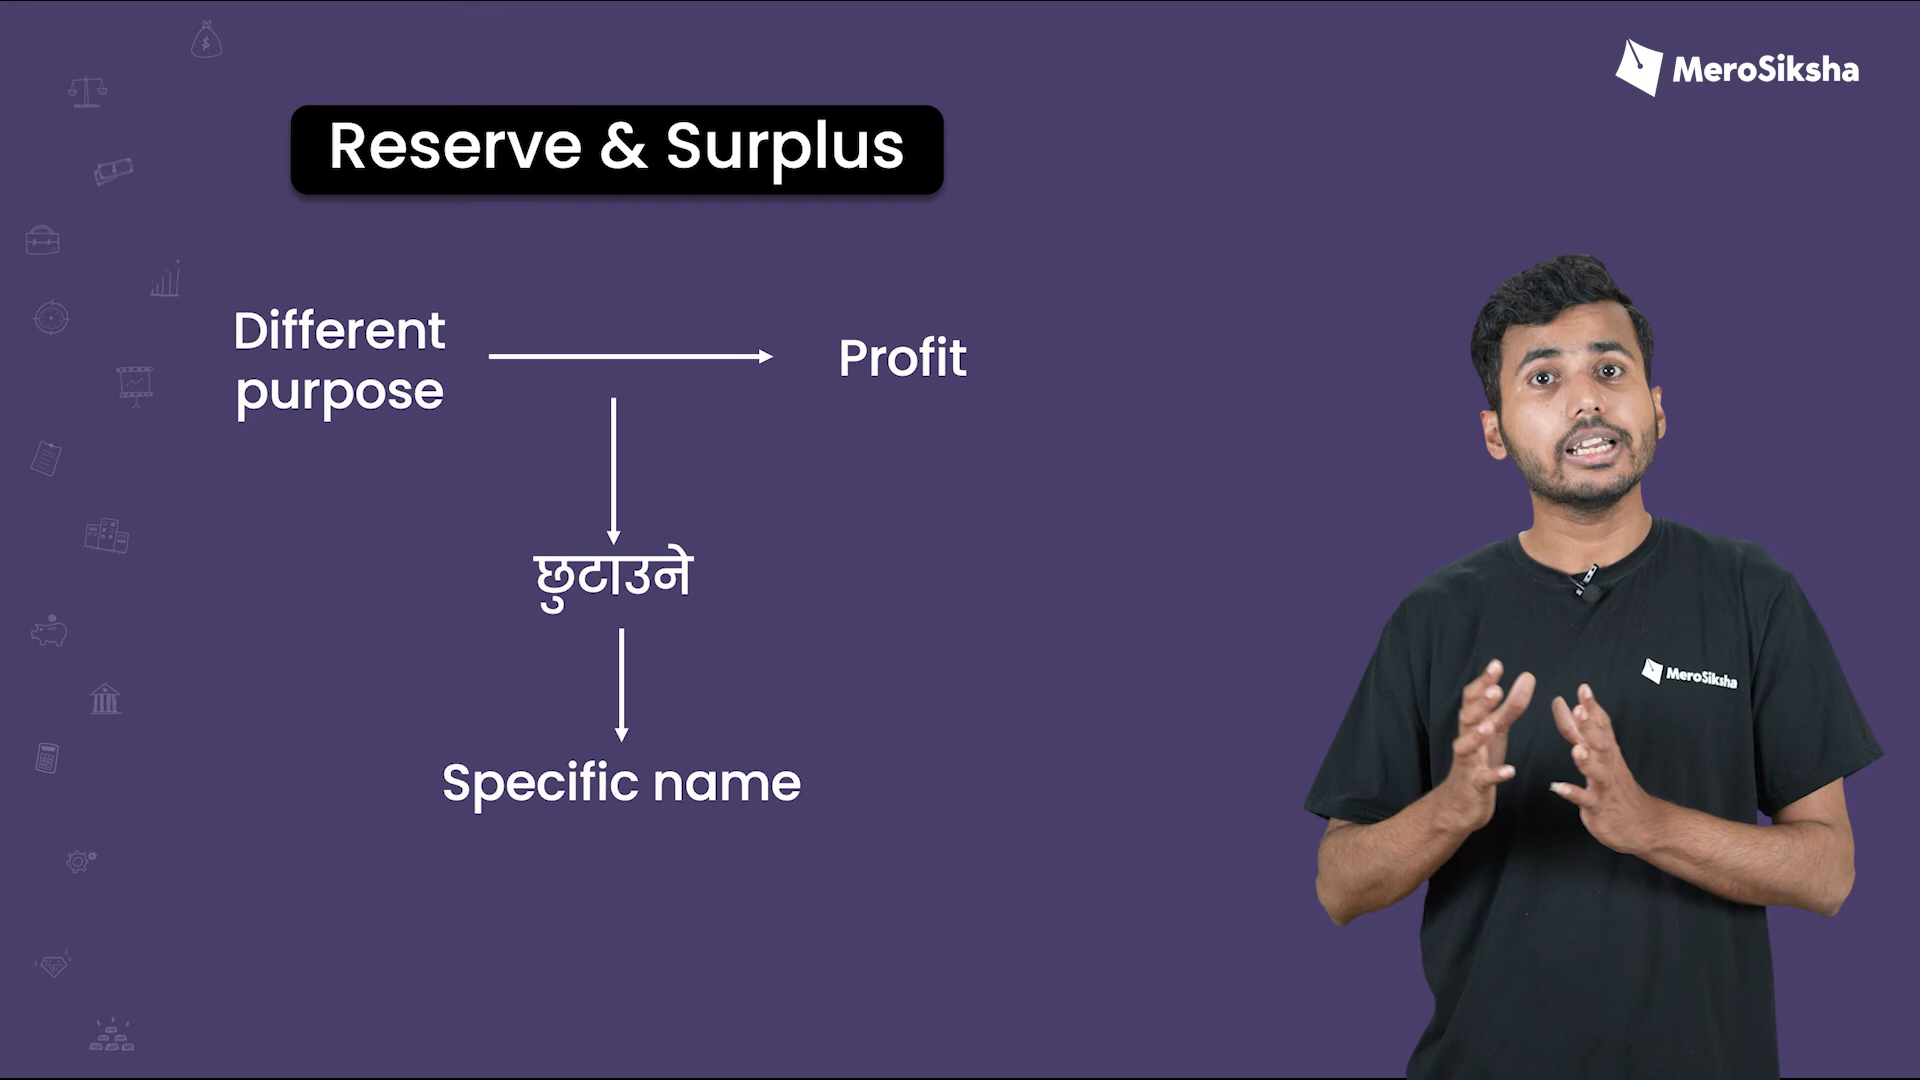 MeroSiksha
Reserve & Surplus
Different
purpose
Profit
छुटाउने
Specific name
MeroSiksha